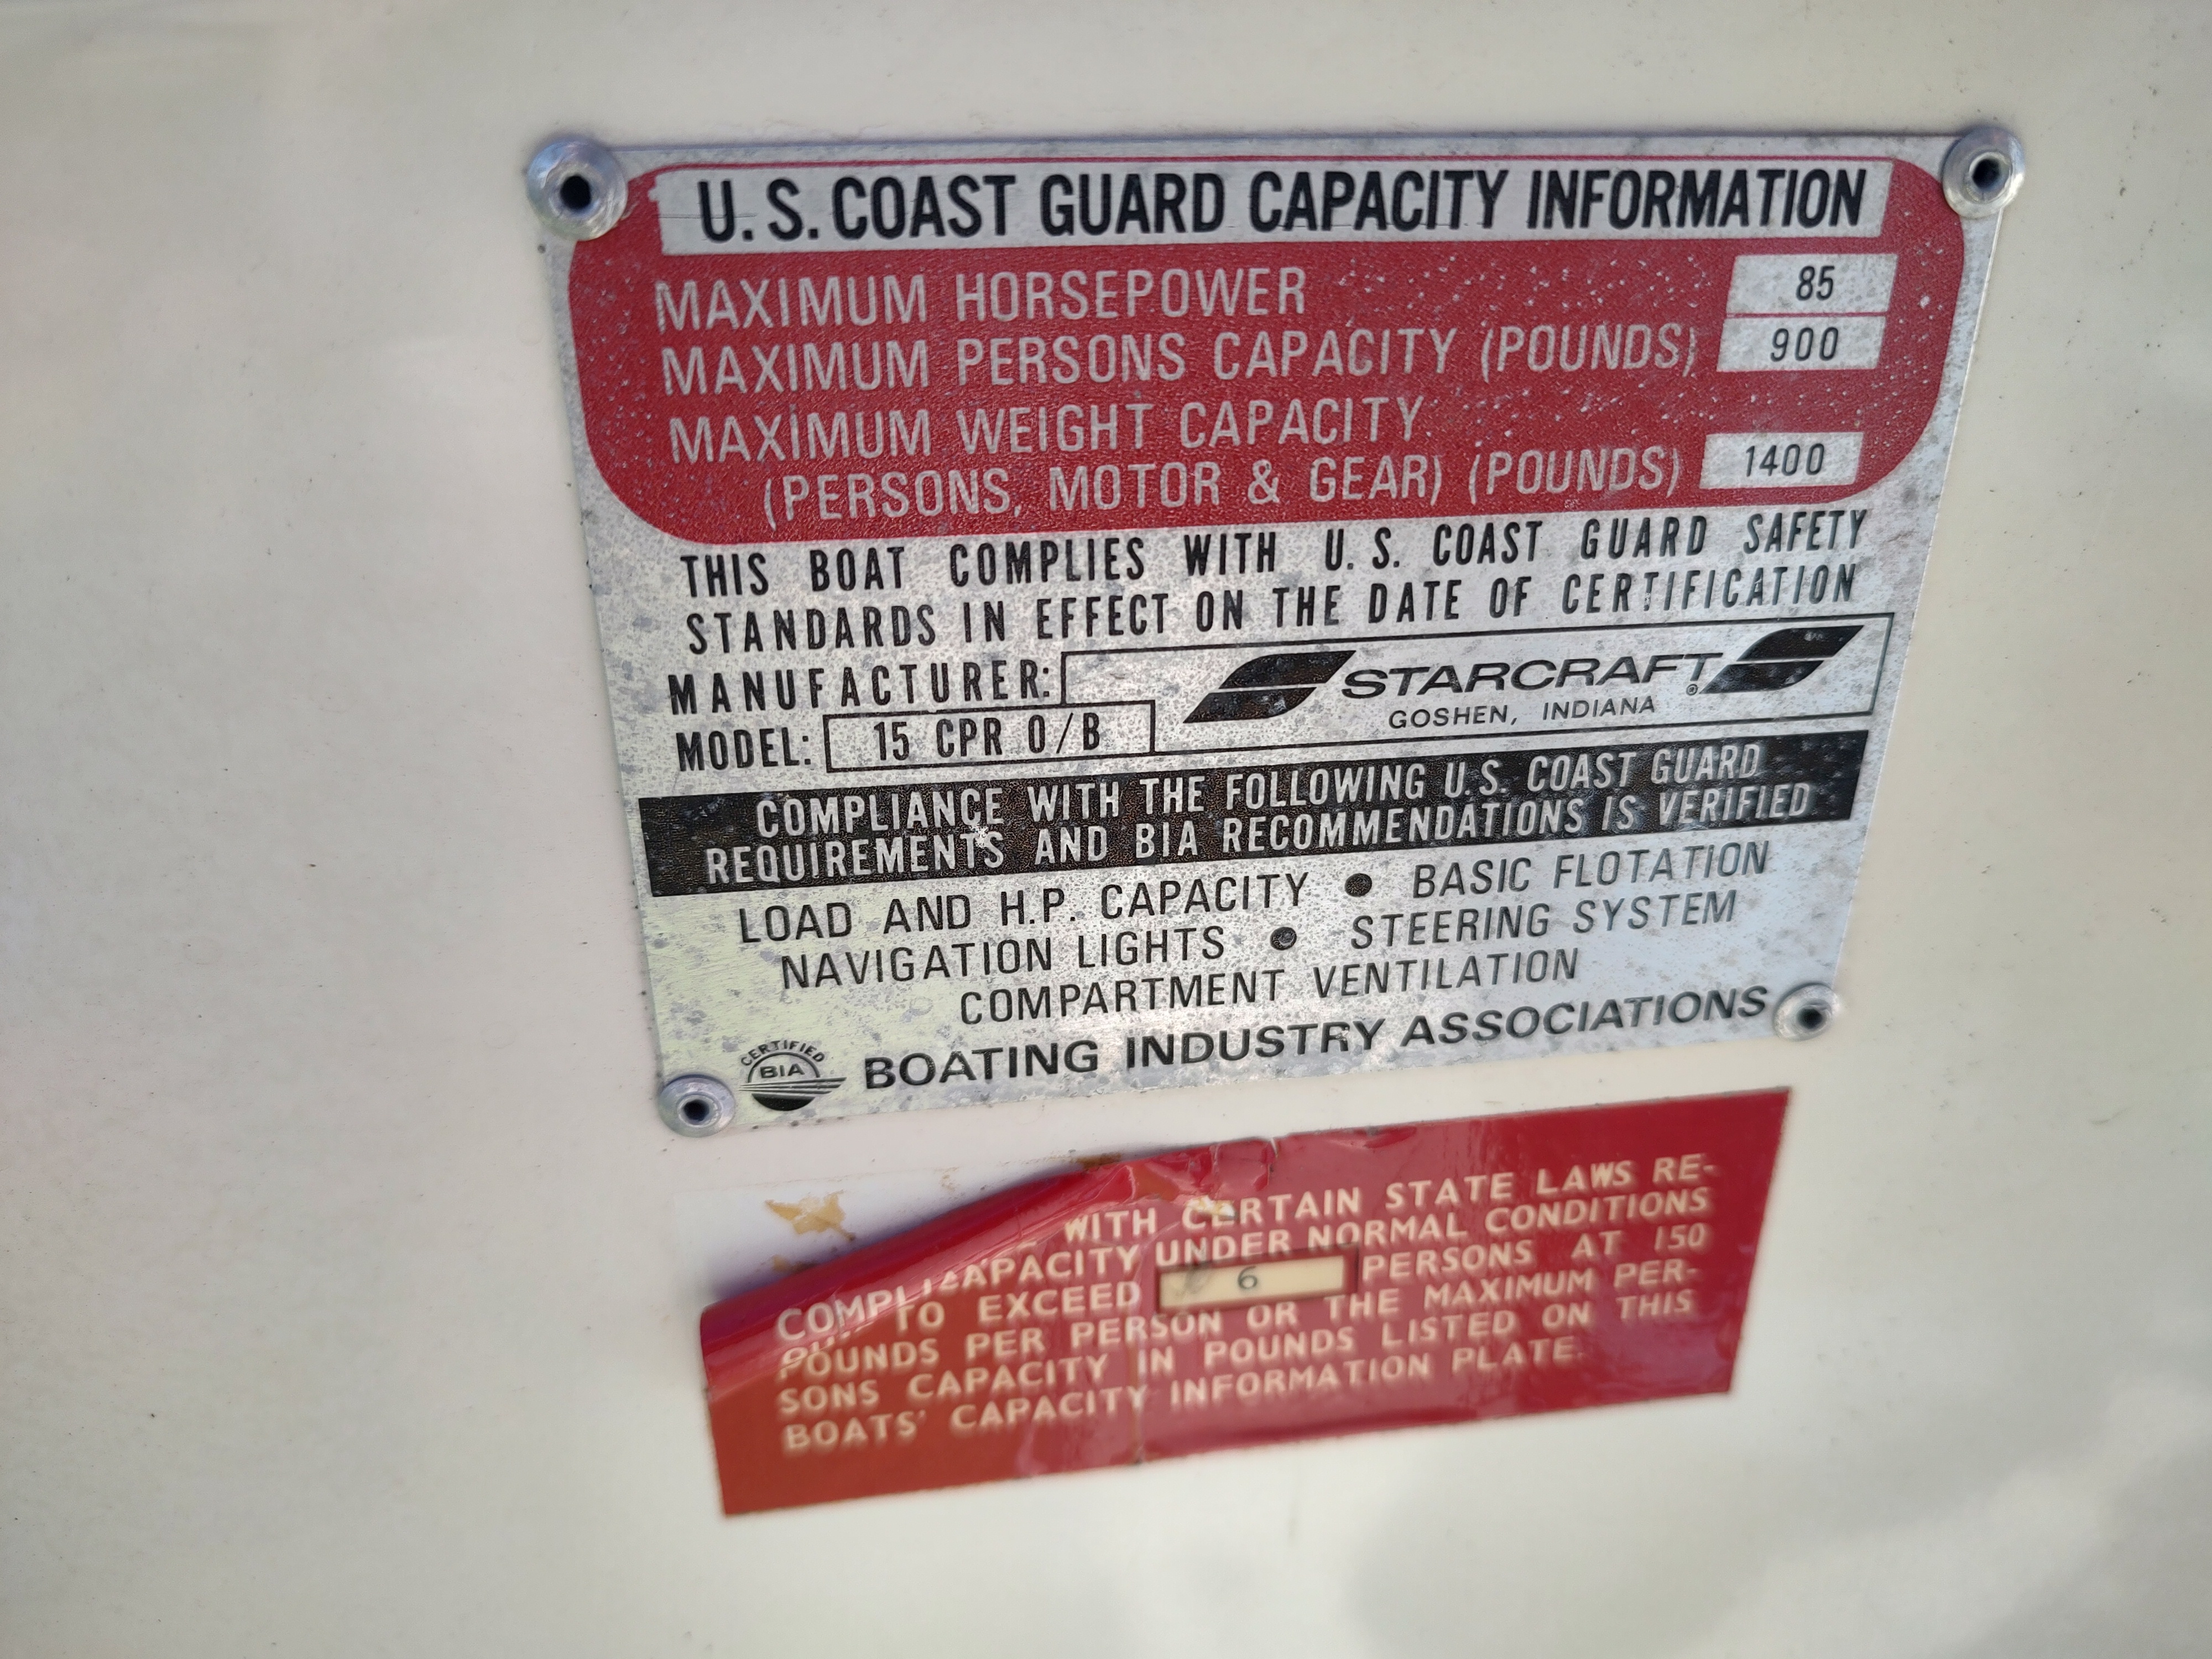 U.S. COAST GUARD CAPACITY INFORMATION
MAXIMUM HORSEPOWER 85
MAXIMUM PERSONS CAPACITY (POUNDS) 900
MAXIMUM WEIGHT CAPACITY
(PERSONS, MOTOR & GEAR) (POUNDS) 1400
THIS BOAT COMPLIES WITH U.S. COAST GUARD SAFETY
STANDARDS IN EFFECT ON THE DATE OF CERTIFICATION
MANUFACTURER: STARCRAFT®
GOSHEN, INDIANA
MODEL: 15 CPR O/B
COMPLIANCE WITH THE FOLLOWING U.S. COAST GUARD
REQUIREMENTS AND BIA RECOMMENDATIONS IS VERIFIED
LOAD AND H.P. CAPACITY ● BASIC FLOTATION
NAVIGATION LIGHTS ● STEERING SYSTEM
COMPARTMENT VENTILATION
CERTIFIED
BIA
BOATING INDUSTRY ASSOCIATIONS
WITH CERTAIN STATE LAWS RE-
CAPACITY UNDER NORMAL CONDITIONS
TO EXCEED 6 PERSONS AT 150
POUNDS PER PERSON OR THE MAXIMUM PER-
SONS CAPACITY IN POUNDS LISTED ON THIS
BOATS' CAPACITY INFORMATION PLATE.